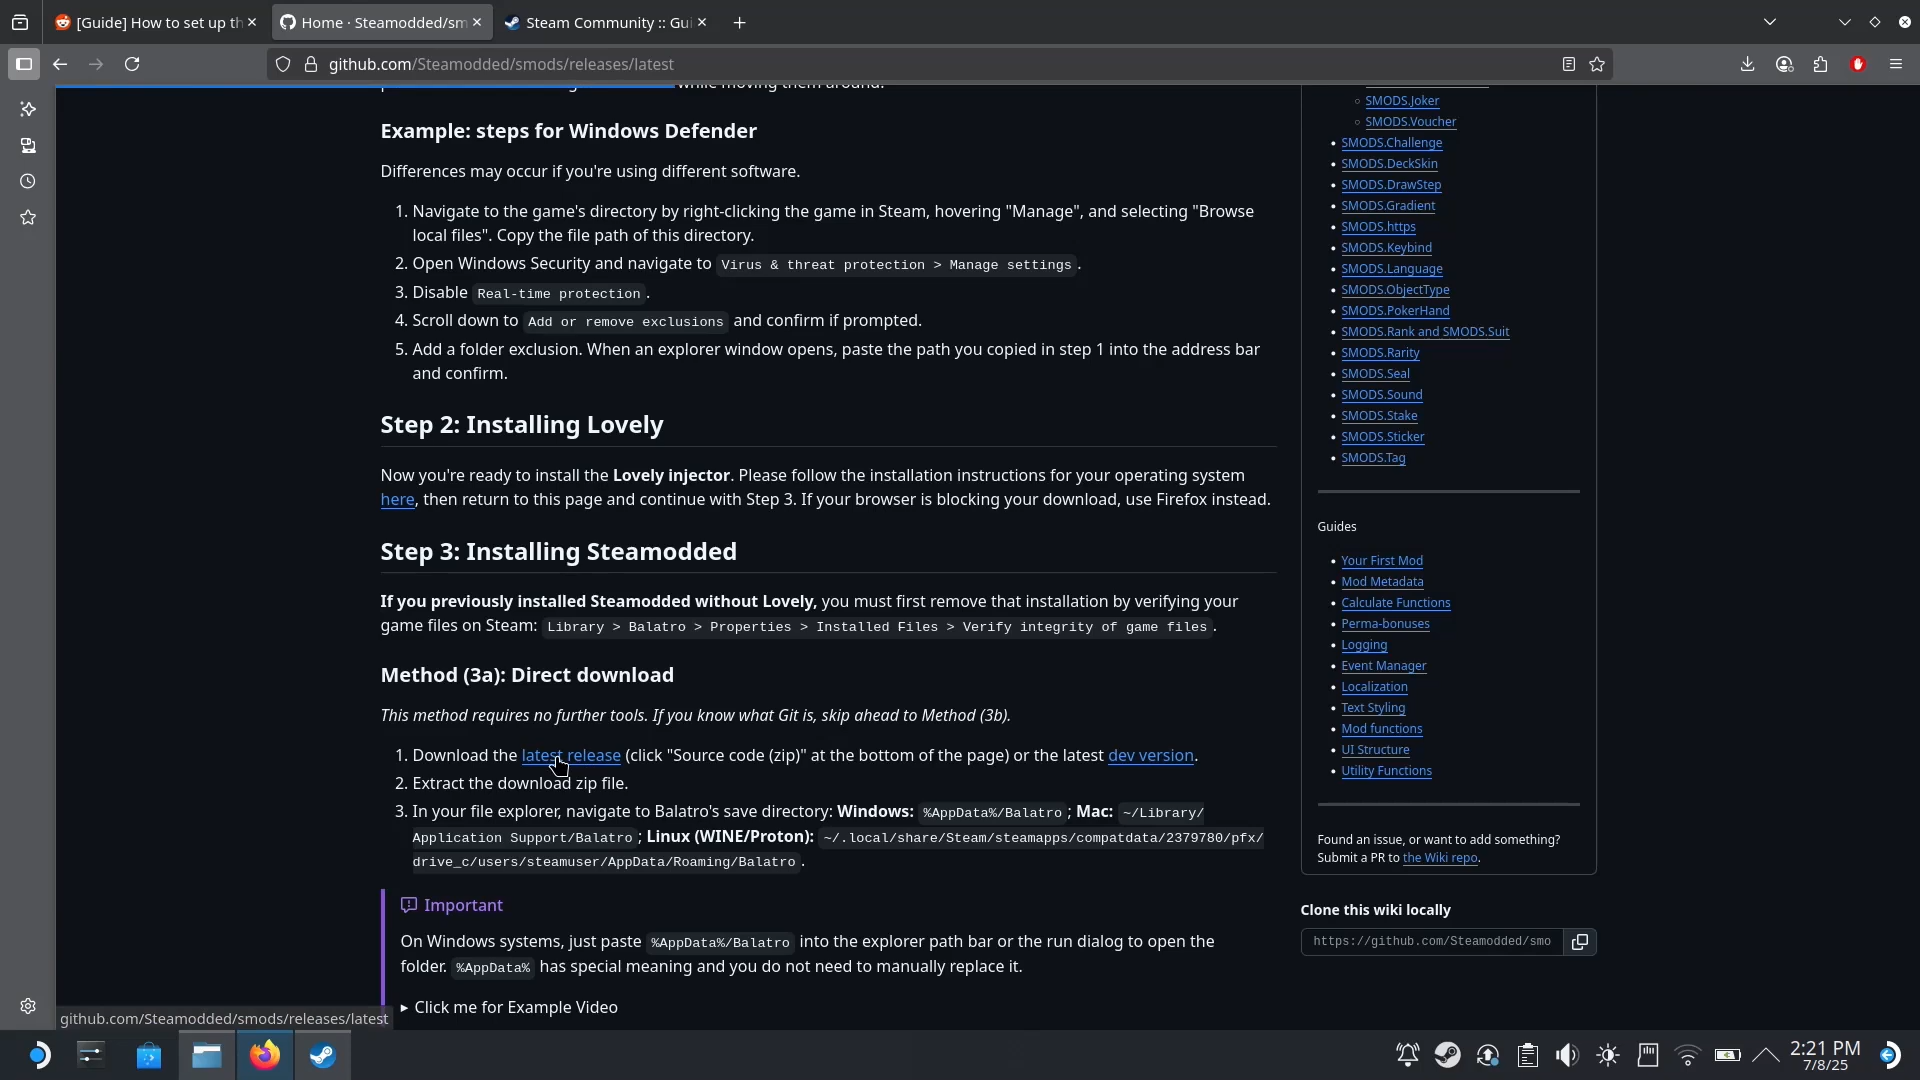 [Guide] How to set up th
Home · Steamodded/sm
Steam Community :: Gui
github.com/Steamodded/smods/releases/latest
while moving them around.
Example: steps for Windows Defender
Differences may occur if you're using different software.
1. Navigate to the game's directory by right-clicking the game in Steam, hovering "Manage", and selecting "Browse
local files". Copy the file path of this directory.
2. Open Windows Security and navigate to Virus & threat protection > Manage settings.
3. Disable Real-time protection.
4. Scroll down to Add or remove exclusions and confirm if prompted.
5. Add a folder exclusion. When an explorer window opens, paste the path you copied in step 1 into the address bar
and confirm.
Step 2: Installing Lovely
Now you're ready to install the Lovely injector. Please follow the installation instructions for your operating system
here, then return to this page and continue with Step 3. If your browser is blocking your download, use Firefox instead.
Step 3: Installing Steamodded
If you previously installed Steamodded without Lovely, you must first remove that installation by verifying your
game files on Steam: Library > Balatro > Properties > Installed Files > Verify integrity of game files.
Method (3a): Direct download
This method requires no further tools. If you know what Git is, skip ahead to Method (3b).
1. Download the latest release (click "Source code (zip)" at the bottom of the page) or the latest dev version.
2. Extract the download zip file.
3. In your file explorer, navigate to Balatro's save directory: Windows: %AppData%/Balatro; Mac: ~/Library/
Application Support/Balatro; Linux (WINE/Proton): ~/.local/share/Steam/steamapps/compatdata/2379780/pfx/
drive_c/users/steamuser/AppData/Roaming/Balatro.
Important
On Windows systems, just paste %AppData%/Balatro into the explorer path bar or the run dialog to open the
folder. %AppData% has special meaning and you do not need to manually replace it.
Click me for Example Video
SMODS.Joker
SMODS.Voucher
SMODS.Challenge
SMODS.DeckSkin
SMODS.DrawStep
SMODS.Gradient
SMODS.https
SMODS.Keybind
SMODS.Language
SMODS.ObjectType
SMODS.PokerHand
SMODS.Rank and SMODS.Suit
SMODS.Rarity
SMODS.Seal
SMODS.Sound
SMODS.Stake
SMODS.Sticker
SMODS.Tag
Guides
Your First Mod
Mod Metadata
Calculate Functions
Perma-bonuses
Logging
Event Manager
Localization
Text Styling
Mod functions
UI Structure
Utility Functions
Found an issue, or want to add something?
Submit a PR to the Wiki repo.
Clone this wiki locally
https://github.com/Steamodded/smo
github.com/Steamodded/smods/releases/latest
2:21 PM
7/8/25